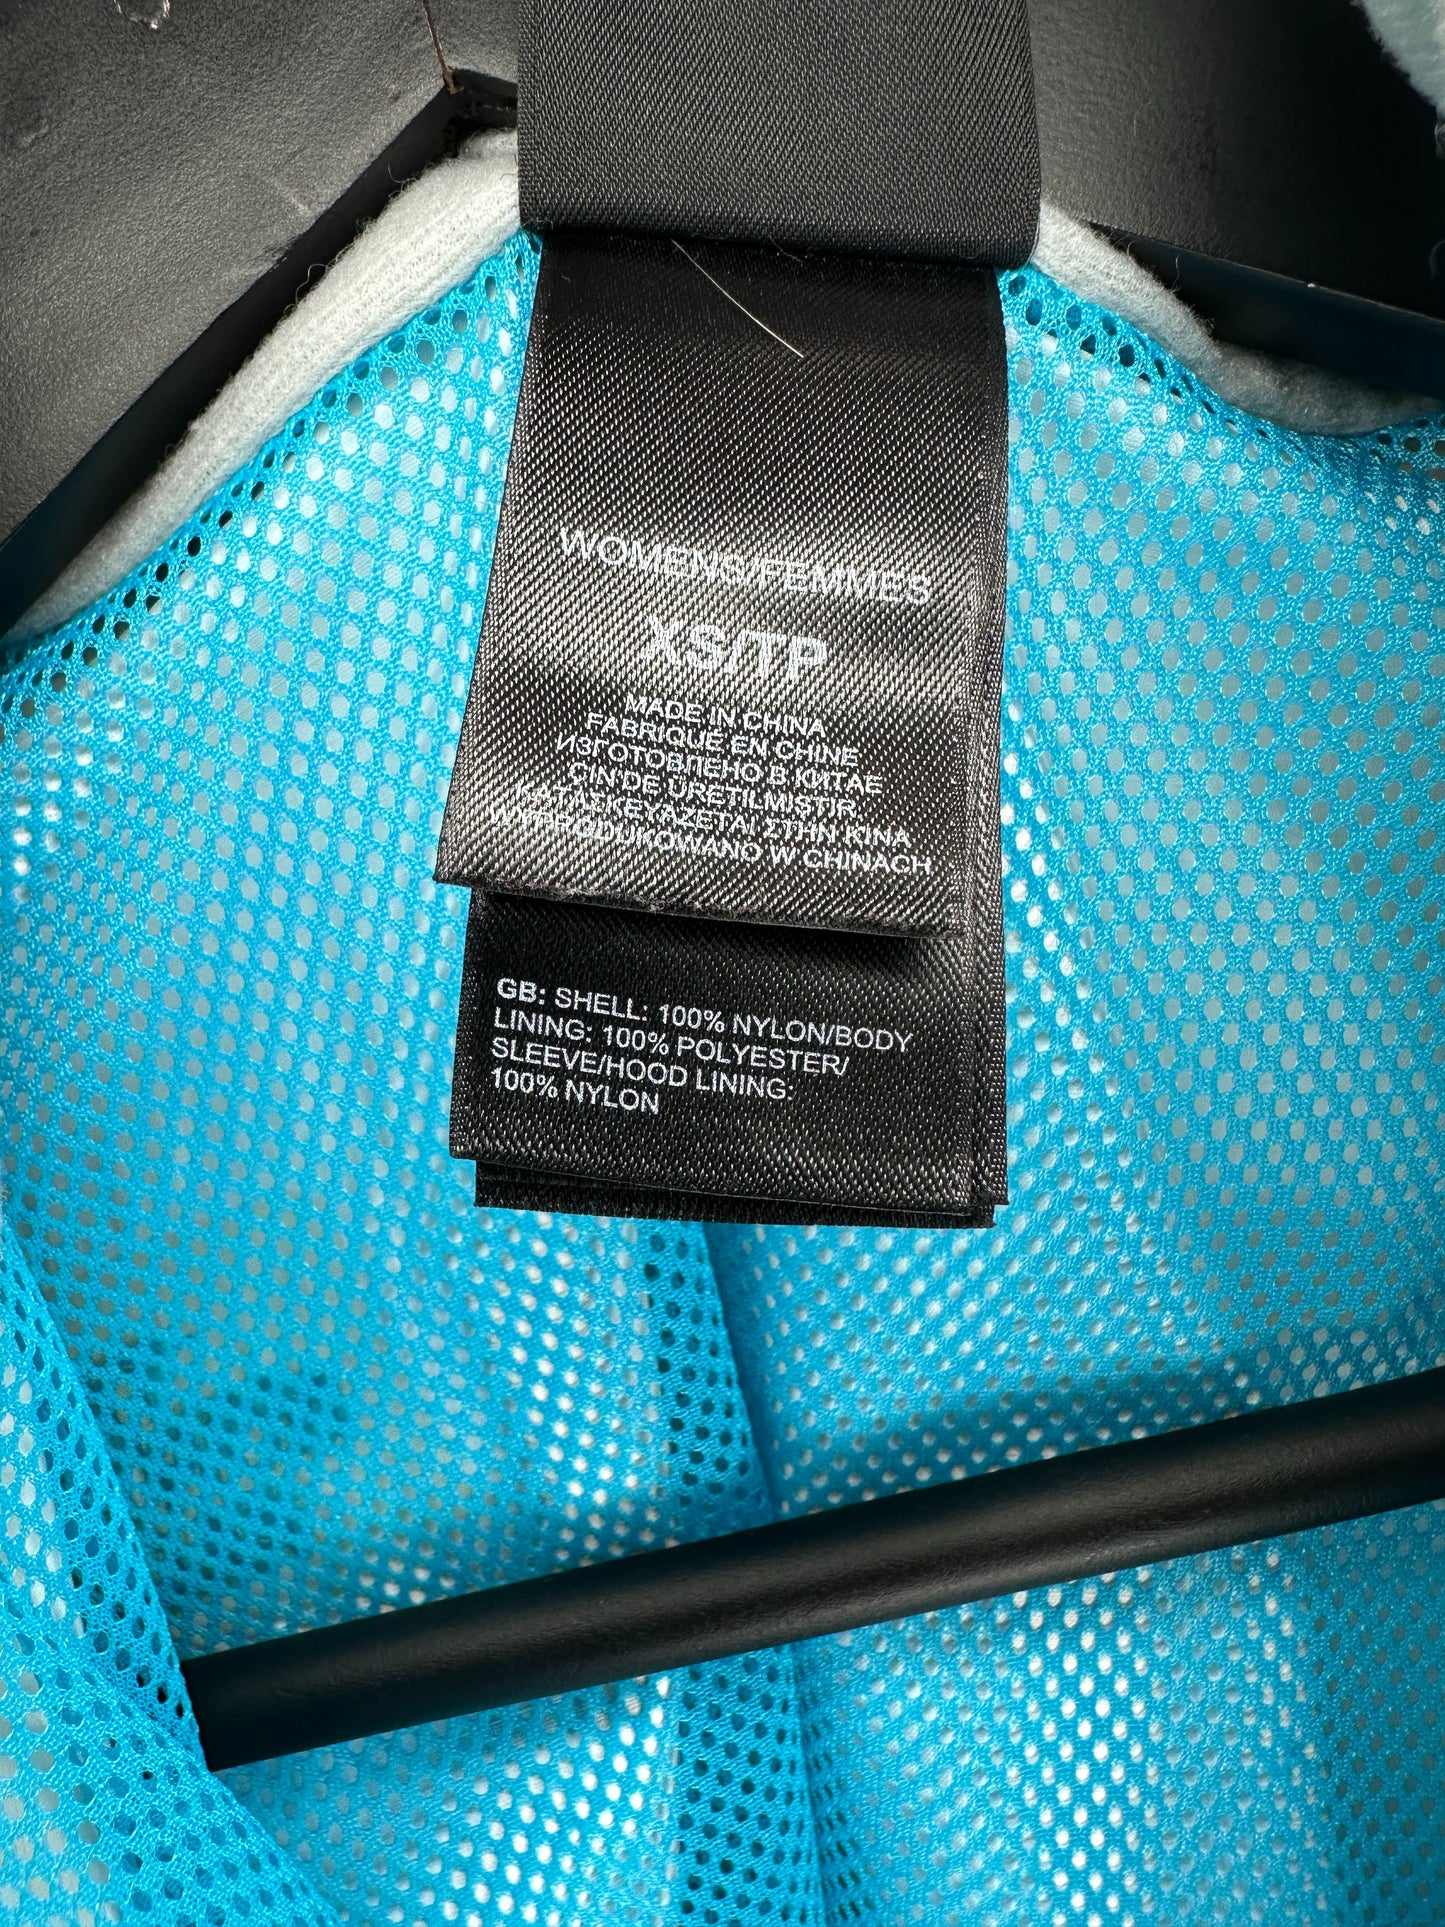 WOMENS/FEMMES
XS/TP
MADE IN CHINA
FABRIQUÉ EN CHINE
ИЗГОТОВЛЕНО В КИТАЕ
ÇIN'DE ÜRETILMIŞTIR.
ΚΑΤΑΣΚΕΥΑΖΕΤΑΙ ΣΤΗΝ ΚΙΝΑ
WYPRODUKOWANO W CHINACH
GB: SHELL: 100% NYLON/BODY
LINING: 100% POLYESTER/
SLEEVE/HOOD LINING:
100% NYLON